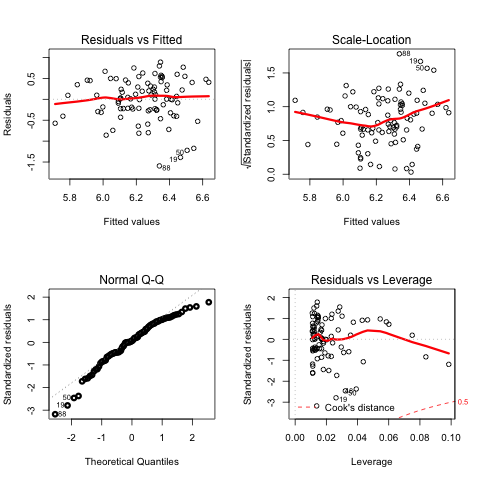 Residuals vs Fitted
Residuals
0.5
-0.5
-1.5
50
19
88
5.8 6.0 6.2 6.4 6.6
Fitted values
Scale-Location
√|Standardized residuals|
1.5
1.0
0.5
0.0
88
19
50
5.8 6.0 6.2 6.4 6.6
Fitted values
Normal Q-Q
Standardized residuals
2
1
0
-1
-2
-3
50
19
88
-2 -1 0 1 2
Theoretical Quantiles
Residuals vs Leverage
Standardized residuals
2
1
0
-1
-2
-3
19
Cook's distance
0.5
0.00 0.02 0.04 0.06 0.08 0.10
Leverage